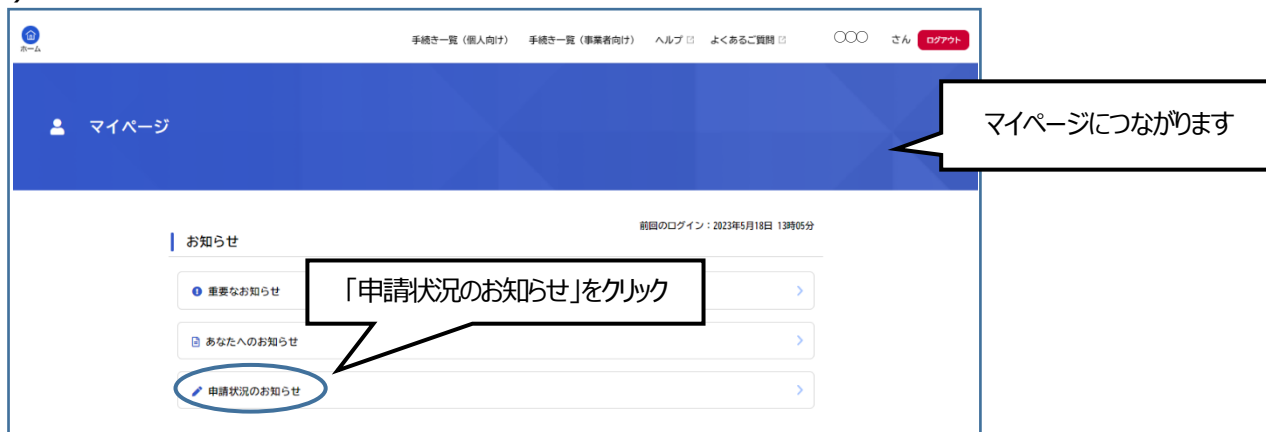 ホーム
手続き一覧（個人向け） 手続き一覧（事業者向け） ヘルプ よくあるご質問 〇〇〇 さん ログアウト
マイページ
マイページにつながります
前回のログイン：2023年5月18日 13時05分
お知らせ
重要なお知らせ
「申請状況のお知らせ」をクリック
あなたへのお知らせ
申請状況のお知らせ